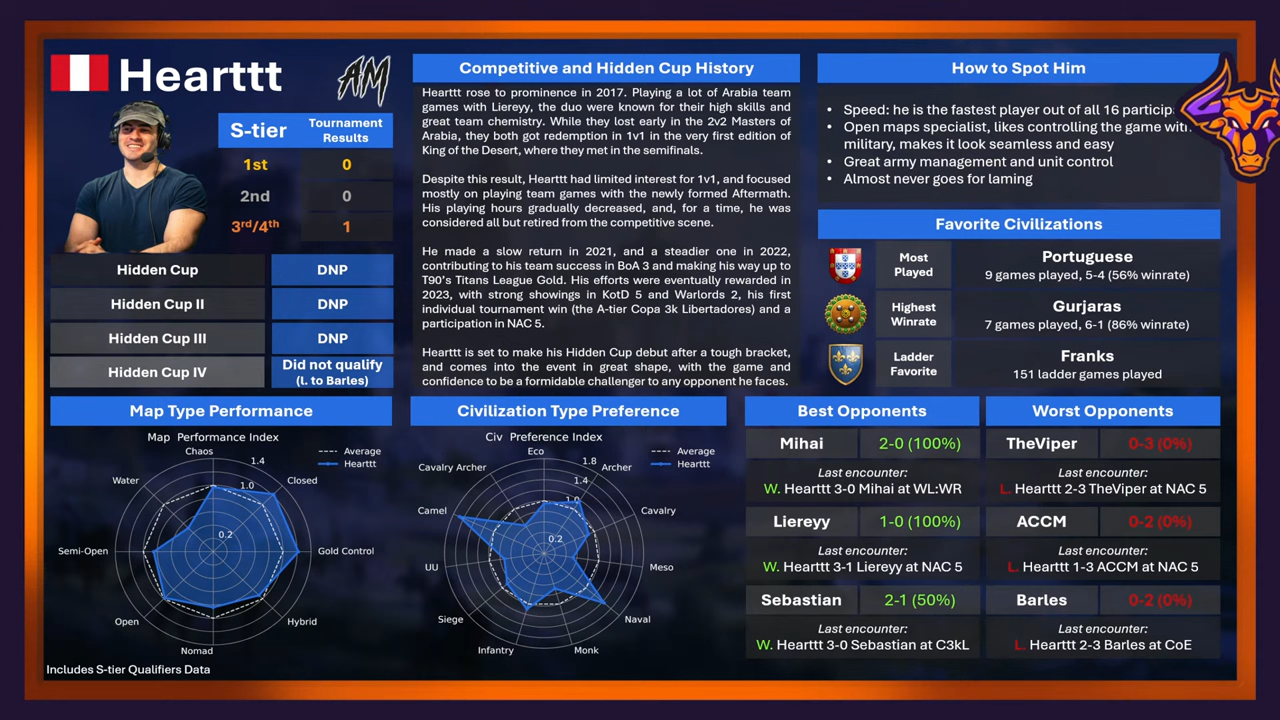 Hearttt
AM
S-tier
Tournament
Results
1st
0
2nd
0
3rd/4th
1
Hidden Cup
DNP
Hidden Cup II
DNP
Hidden Cup III
DNP
Hidden Cup IV
Did not qualify
(l. to Barles)
Competitive and Hidden Cup History
Hearttt rose to prominence in 2017. Playing a lot of Arabia team
games with Liereyy, the duo were known for their high skills and
great team chemistry. While they lost early in the 2v2 Masters of
Arabia, they both got redemption in 1v1 in the very first edition of
King of the Desert, where they met in the semifinals.
Despite this result, Hearttt had limited interest for 1v1, and focused
mostly on playing team games with the newly formed Aftermath.
His playing hours gradually decreased, and, for a time, he was
considered all but retired from the competitive scene.
He made a slow return in 2021, and a steadier one in 2022,
contributing to his team success in BoA 3 and making his way up to
T90's Titans League Gold. His efforts were eventually rewarded in
2023, with strong showings in KotD 5 and Warlords 2, his first
individual tournament win (the A-tier Copa 3k Libertadores) and a
participation in NAC 5.
Hearttt is set to make his Hidden Cup debut after a tough bracket,
and comes into the event in great shape, with the game and
confidence to be a formidable challenger to any opponent he faces.
How to Spot Him
• Speed: he is the fastest player out of all 16
• Open maps specialist, likes controlling the game with
military, makes it look seamless and easy
• Great army management and unit control
• Almost never goes for laming
Favorite Civilizations
Most
Played
Portuguese
9 games played, 5-4 (56% winrate)
Highest
Winrate
Gurjaras
7 games played, 6-1 (86% winrate)
Ladder
Favorite
Franks
151 ladder games played
Map Type Performance
Map Performance Index
Average
Hearttt
Chaos
1.4
Water
1.0
Closed
0.2
Semi-Open
Gold Control
Open
Hybrid
Nomad
Includes S-tier Qualifiers Data
Civilization Type Preference
Civ Preference Index
Average
Hearttt
Eco
1.8
Cavalry Archer
Archer
1.4
1.0
Camel
Cavalry
0.2
UU
Meso
Siege
Naval
Infantry
Monk
Best Opponents
Mihai
2-0 (100%)
Last encounter:
W. Hearttt 3-0 Mihai at WL:WR
Liereyy
1-0 (100%)
Last encounter:
W. Hearttt 3-1 Liereyy at NAC 5
Sebastian
2-1 (50%)
Last encounter:
W. Hearttt 3-0 Sebastian at C3kL
Worst Opponents
TheViper
0-3 (0%)
Last encounter:
L. Hearttt 2-3 TheViper at NAC 5
ACCM
0-2 (0%)
Last encounter:
L. Hearttt 1-3 ACCM at NAC 5
Barles
0-2 (0%)
Last encounter:
L. Hearttt 2-3 Barles at CoE